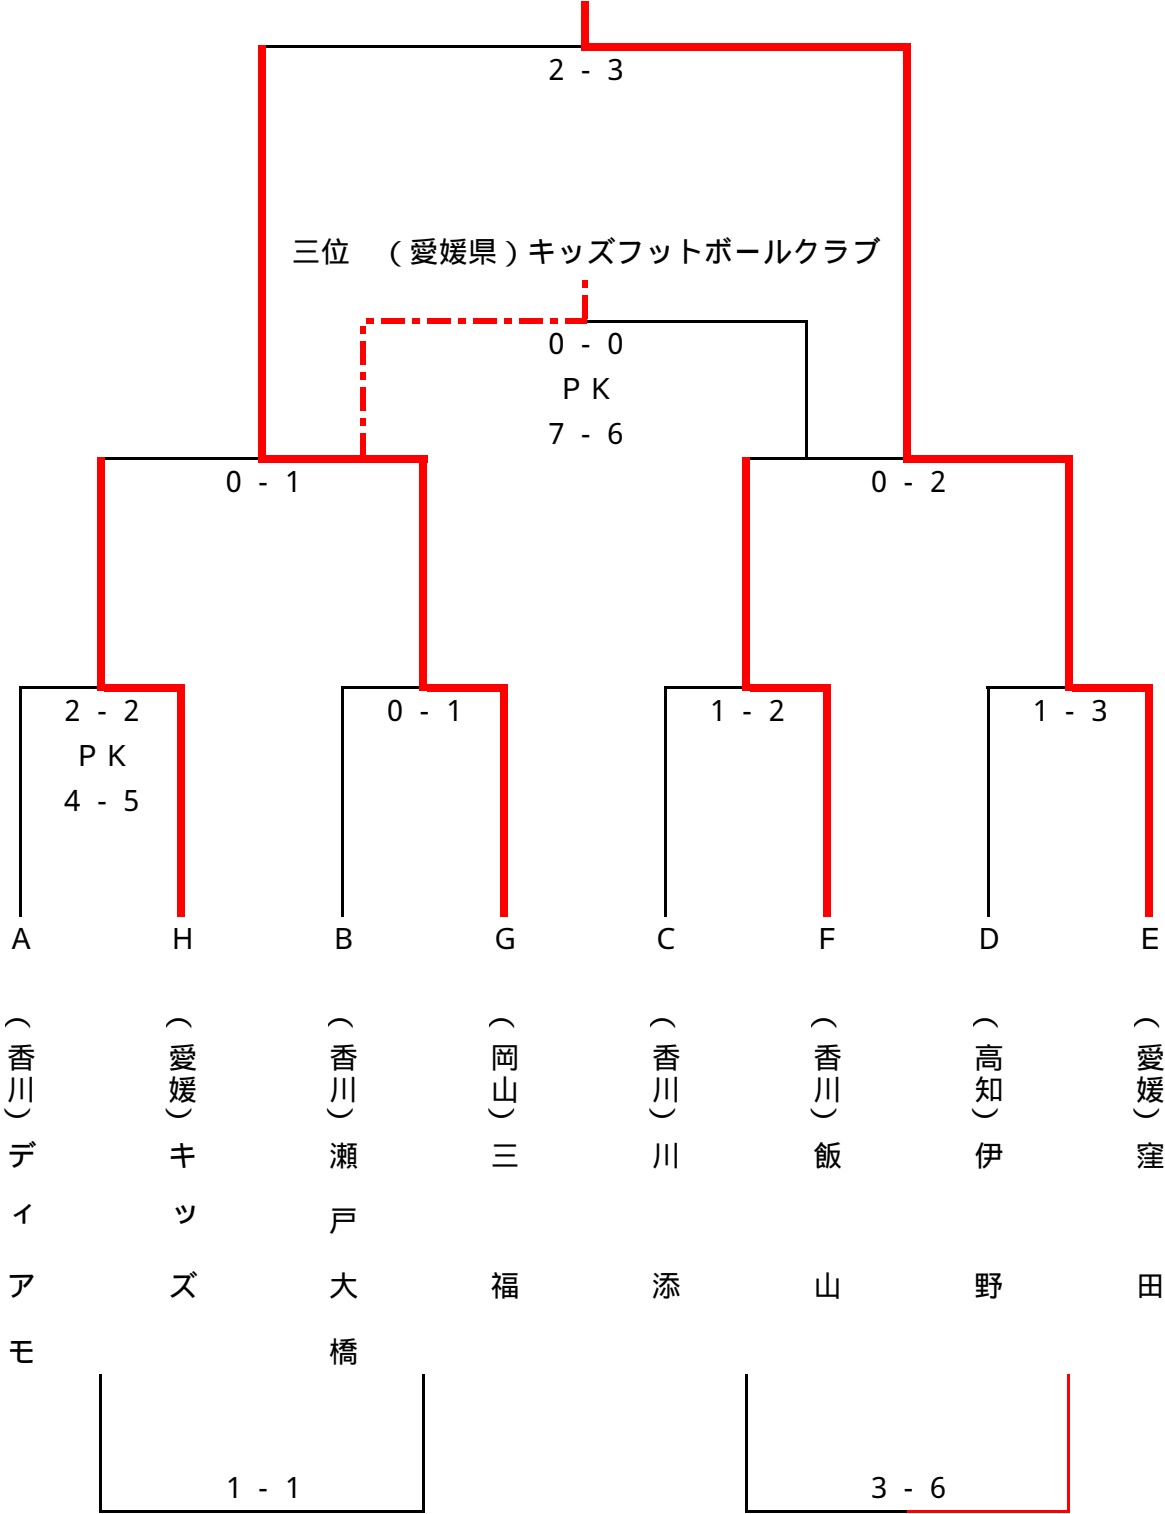 2 - 3
三位　（愛媛県）キッズフットボールクラブ
0 - 0
PK
7 - 6
0 - 1
0 - 2
2 - 2
PK
4 - 5
0 - 1
1 - 2
1 - 3
A
H
B
G
C
F
D
E
（香川）ディアモ
（愛媛）キッズ
（香川）瀬戸大橋
（岡山）三福
（香川）川添
（香川）飯山
（高知）伊野
（愛媛）窪田
1 - 1
3 - 6